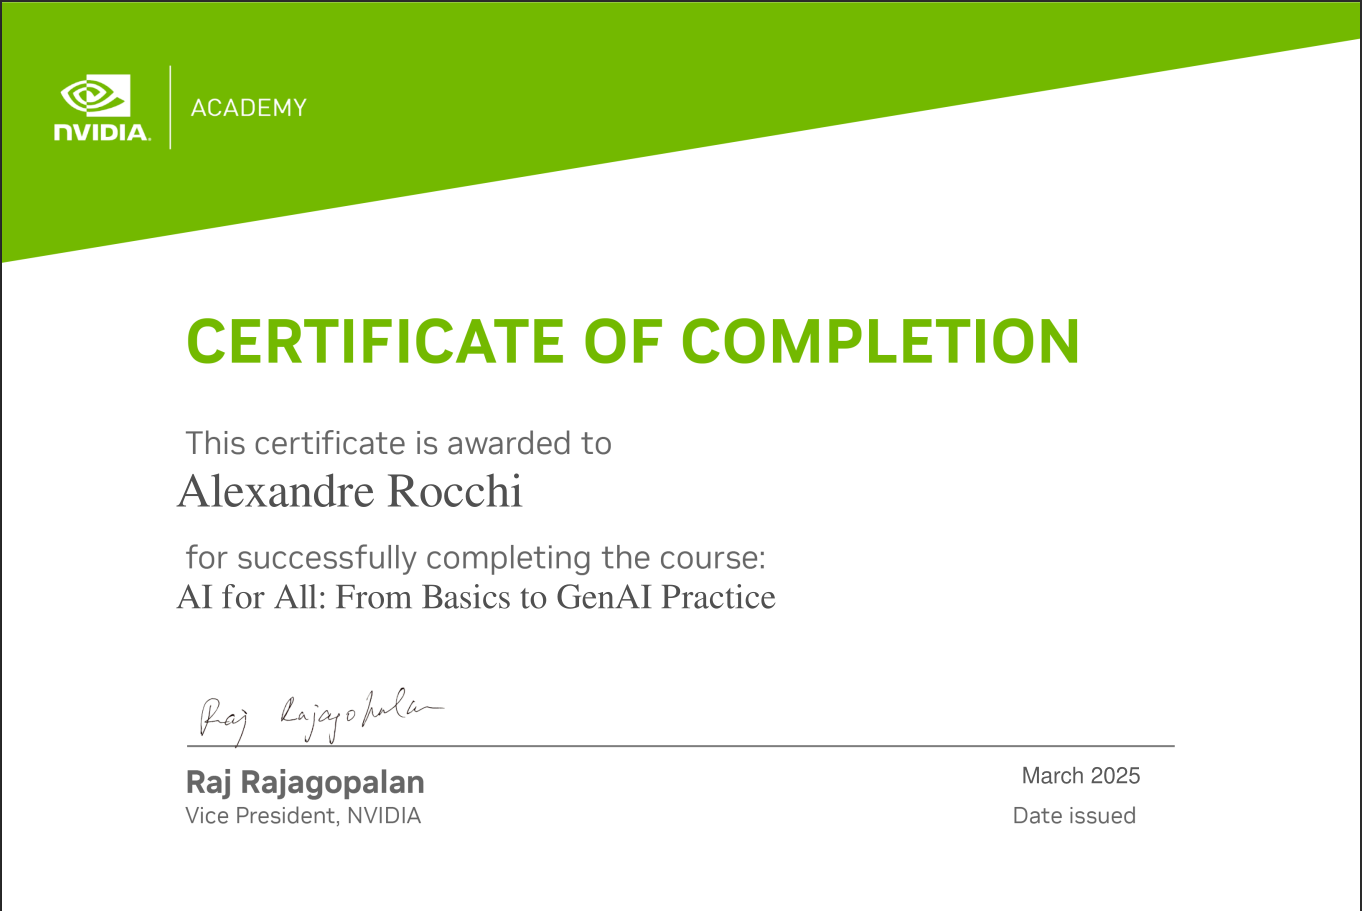 NVIDIA.
ACADEMY
CERTIFICATE OF COMPLETION
This certificate is awarded to
Alexandre Rocchi
for successfully completing the course:
AI for All: From Basics to GenAI Practice
Raj Rajagopalan
Raj Rajagopalan
Vice President, NVIDIA
March 2025
Date issued